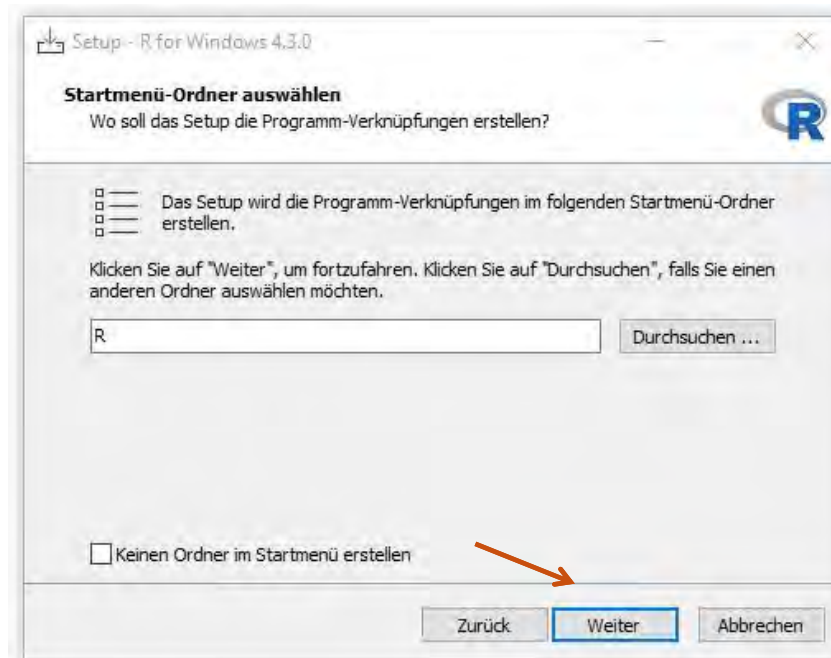 Setup - R for Windows 4.3.0
Startmenü-Ordner auswählen
Wo soll das Setup die Programm-Verknüpfungen erstellen?
R
Das Setup wird die Programm-Verknüpfungen im folgenden Startmenü-Ordner
erstellen.
Klicken Sie auf "Weiter", um fortzufahren. Klicken Sie auf "Durchsuchen", falls Sie einen
anderen Ordner auswählen möchten.
R
Durchsuchen ...
Keinen Ordner im Startmenü erstellen
Zurück
Weiter
Abbrechen